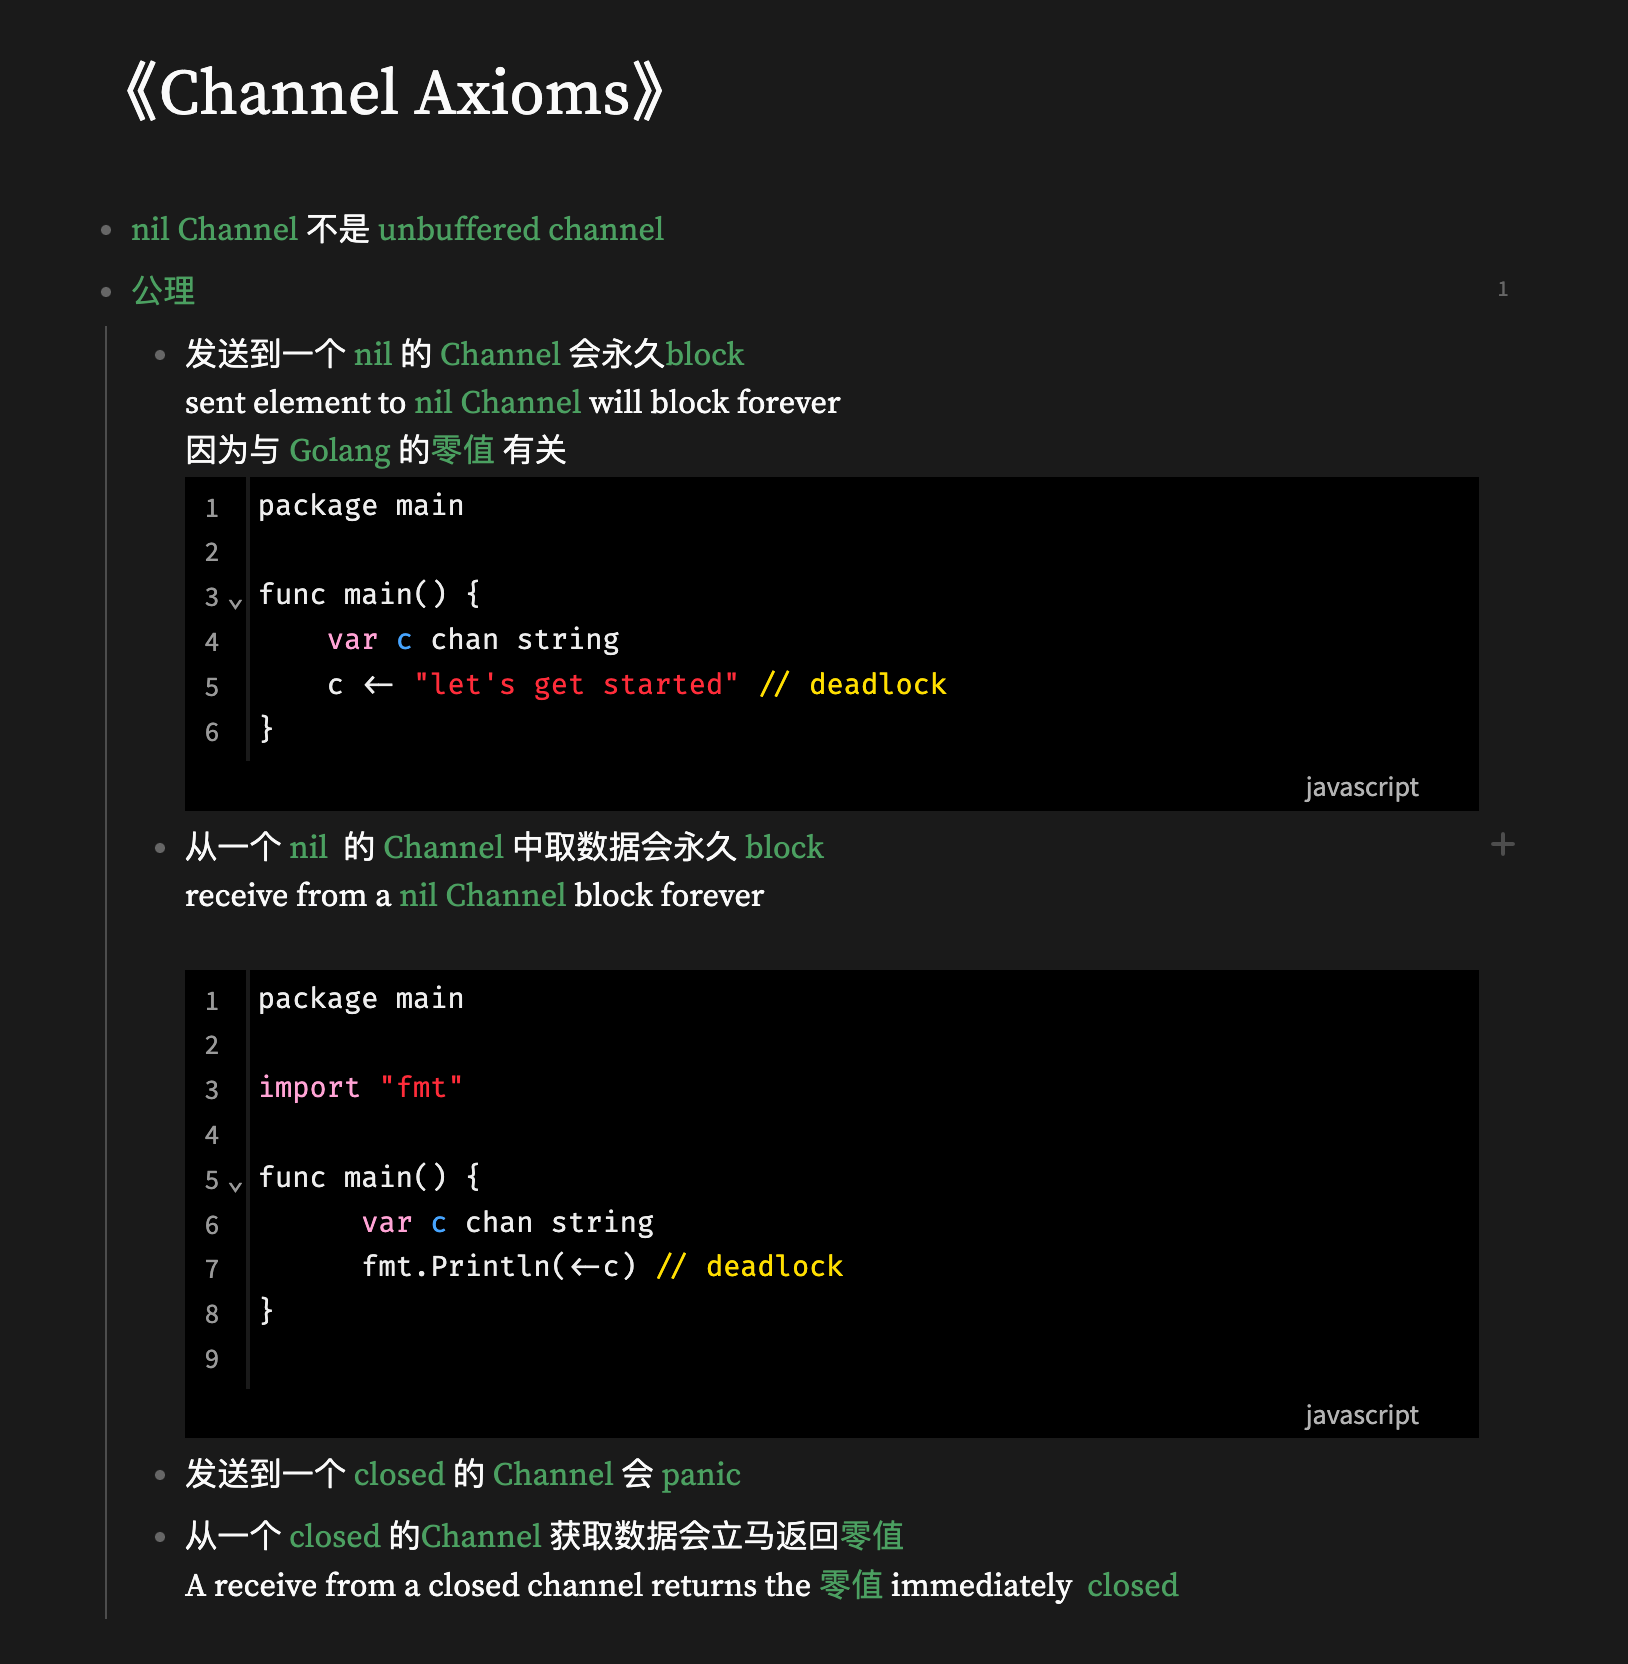 《Channel Axioms》
nil Channel 不是 unbuffered channel
公理
1
发送到一个 nil 的 Channel 会永久block
sent element to nil Channel will block forever
因为与 Golang 的零值 有关
1 package main
2
3 func main() {
4     var c chan string
5     c <- "let's get started" // deadlock
6 }
javascript
从一个 nil  的 Channel 中取数据会永久 block
receive from a nil Channel block forever
1 package main
2
3 import "fmt"
4
5 func main() {
6       var c chan string
7       fmt.Println(<-c) // deadlock
8 }
9
javascript
发送到一个 closed 的 Channel 会 panic
从一个 closed 的Channel 获取数据会立马返回零值
A receive from a closed channel returns the 零值 immediately  closed